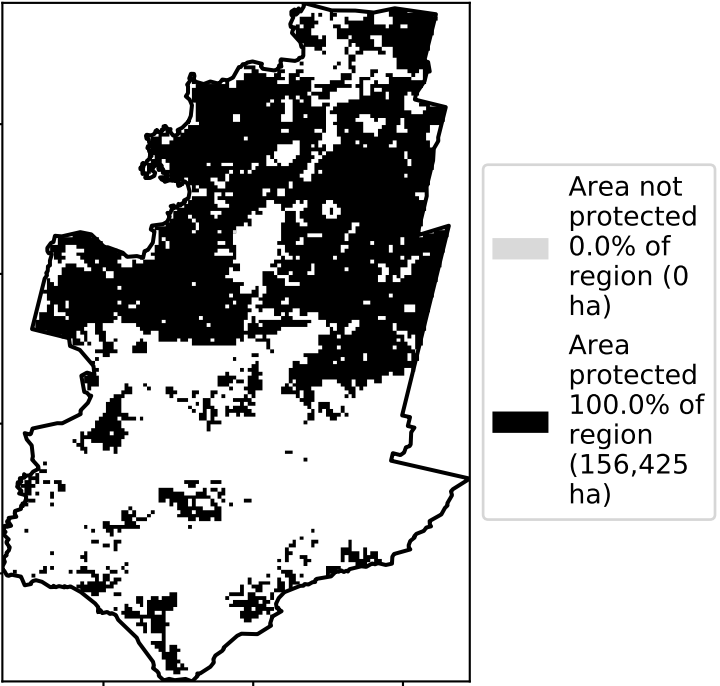 Area not
protected
0.0% of
region (0
ha)
Area
protected
100.0% of
region
(156,425
ha)